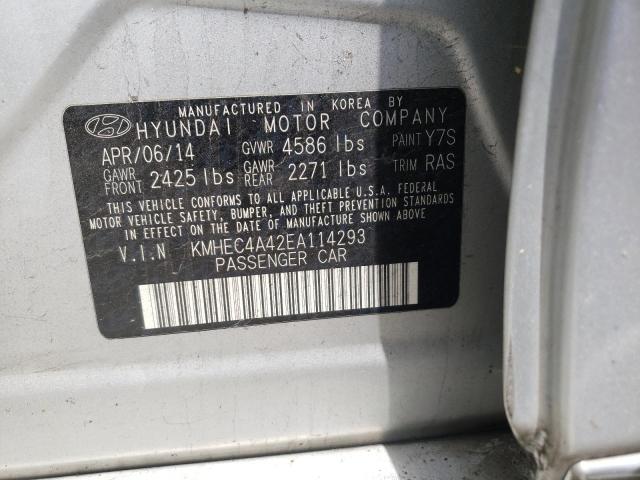 MANUFACTURED IN KOREA BY
HYUNDAI MOTOR COMPANY
APR/06/14 GVWR 4586 lbs PAINT Y7S
GAWR FRONT 2425 lbs GAWR REAR 2271 lbs TRIM RAS
THIS VEHICLE CONFORMS TO ALL APPLICABLE U.S.A. FEDERAL
MOTOR VEHICLE SAFETY, BUMPER, AND THEFT PREVENTION STANDARDS
IN EFFECT ON THE DATE OF MANUFACTURE SHOWN ABOVE
V.I.N KMHEC4A42EA114293
PASSENGER CAR